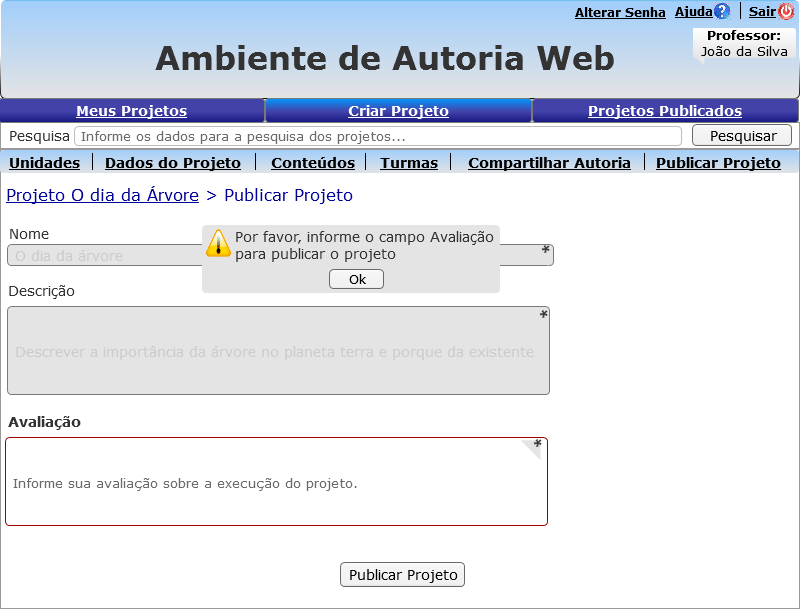 Alterar Senha Ajuda? Sair
Professor:
João da Silva
Ambiente de Autoria Web
Meus Projetos Criar Projeto Projetos Publicados
Pesquisa Informe os dados para a pesquisa dos projetos... Pesquisar
Unidades Dados do Projeto Conteúdos Turmas Compartilhar Autoria Publicar Projeto
Projeto O dia da Árvore > Publicar Projeto
Nome
O dia da árvore *
Por favor, informe o campo Avaliação
para publicar o projeto
Ok
Descrição
*
Descrever a importância da árvore no planeta terra e porque da existente
Avaliação
*
Informe sua avaliação sobre a execução do projeto.
Publicar Projeto